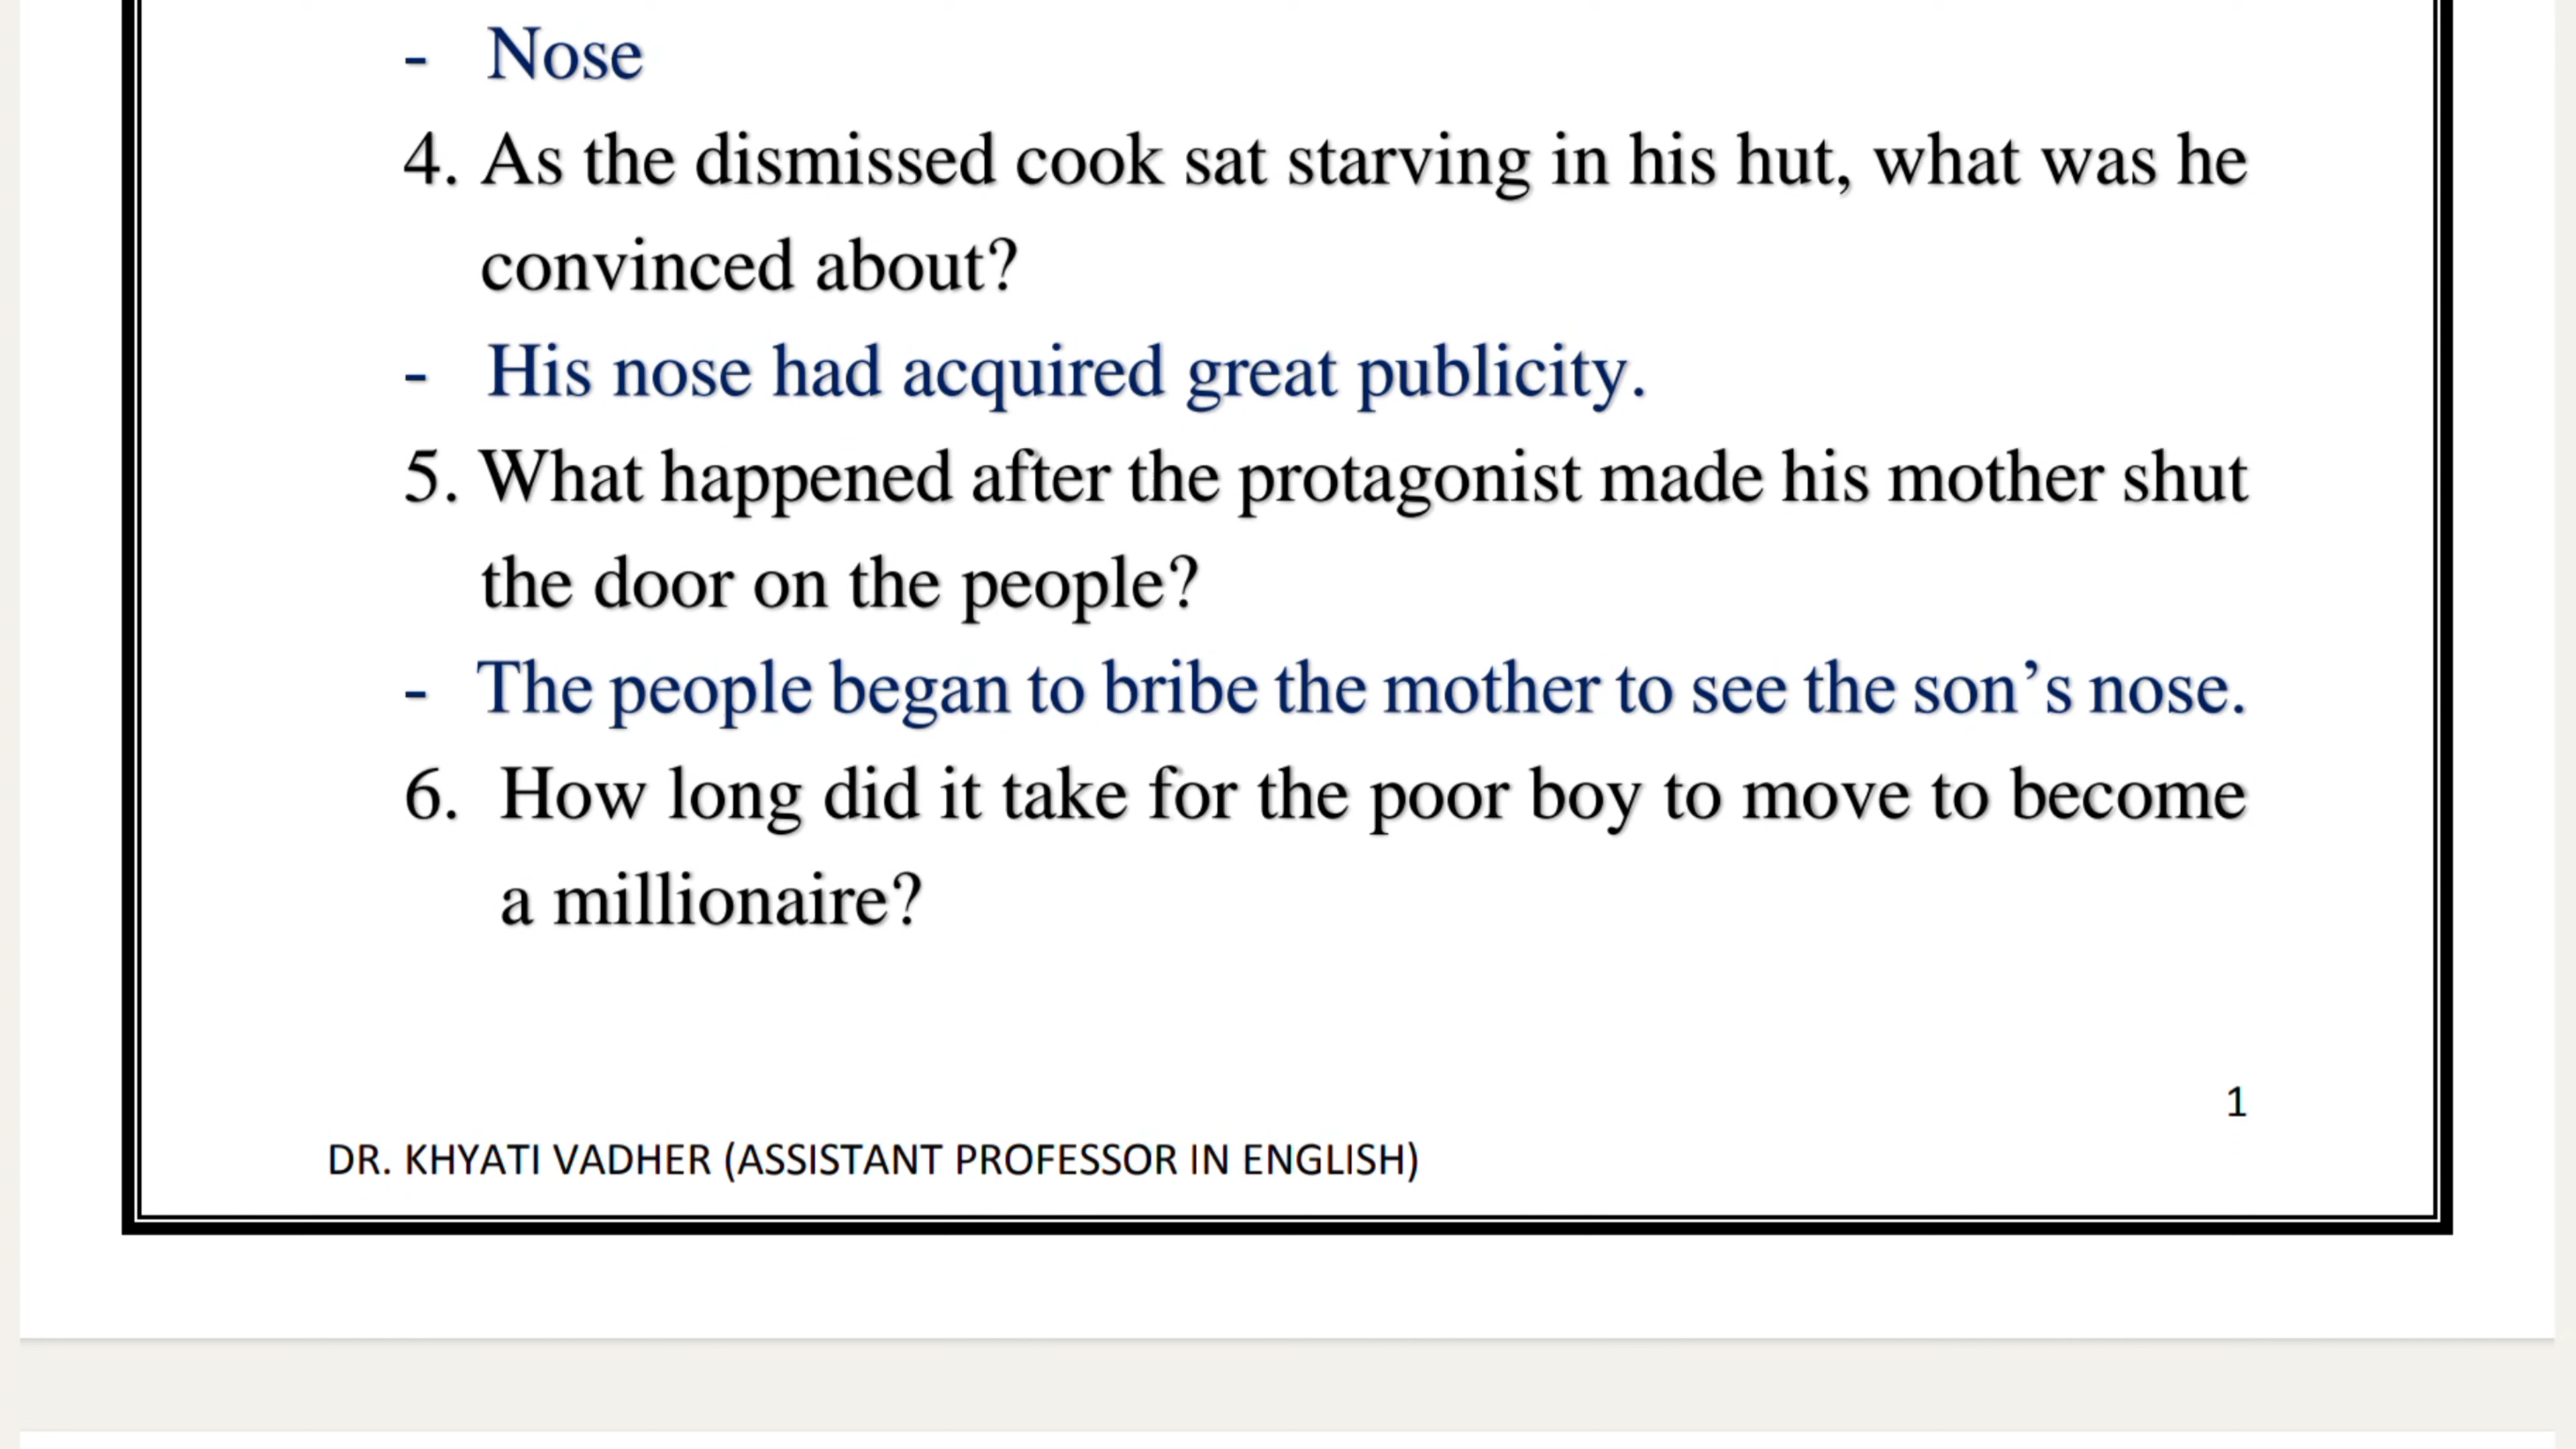 - Nose
4. As the dismissed cook sat starving in his hut, what was he
convinced about?
- His nose had acquired great publicity.
5. What happened after the protagonist made his mother shut
the door on the people?
- The people began to bribe the mother to see the son’s nose.
6. How long did it take for the poor boy to move to become
a millionaire?
1
DR. KHYATI VADHER (ASSISTANT PROFESSOR IN ENGLISH)